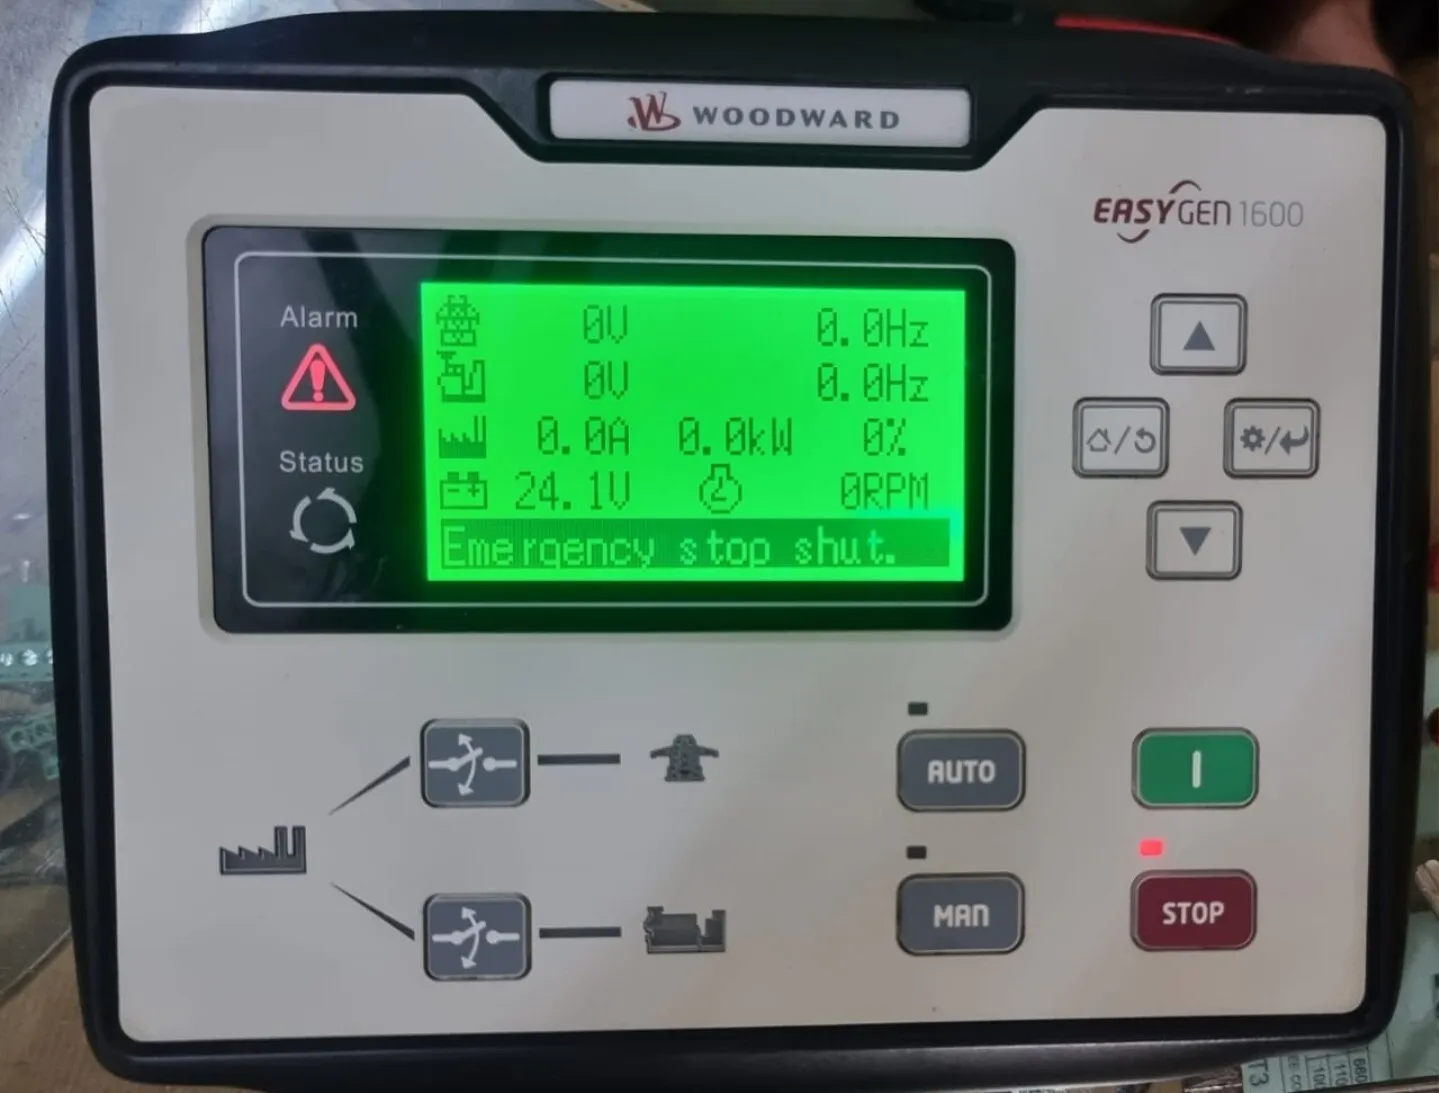 WOODWARD
EASYGEN 1600
Alarm
0V 0.0Hz
0V 0.0Hz
0.0A 0.0kW 0%
Status
24.1V 0RPM
Emergency stop shut.
AUTO
MAN
STOP
T3